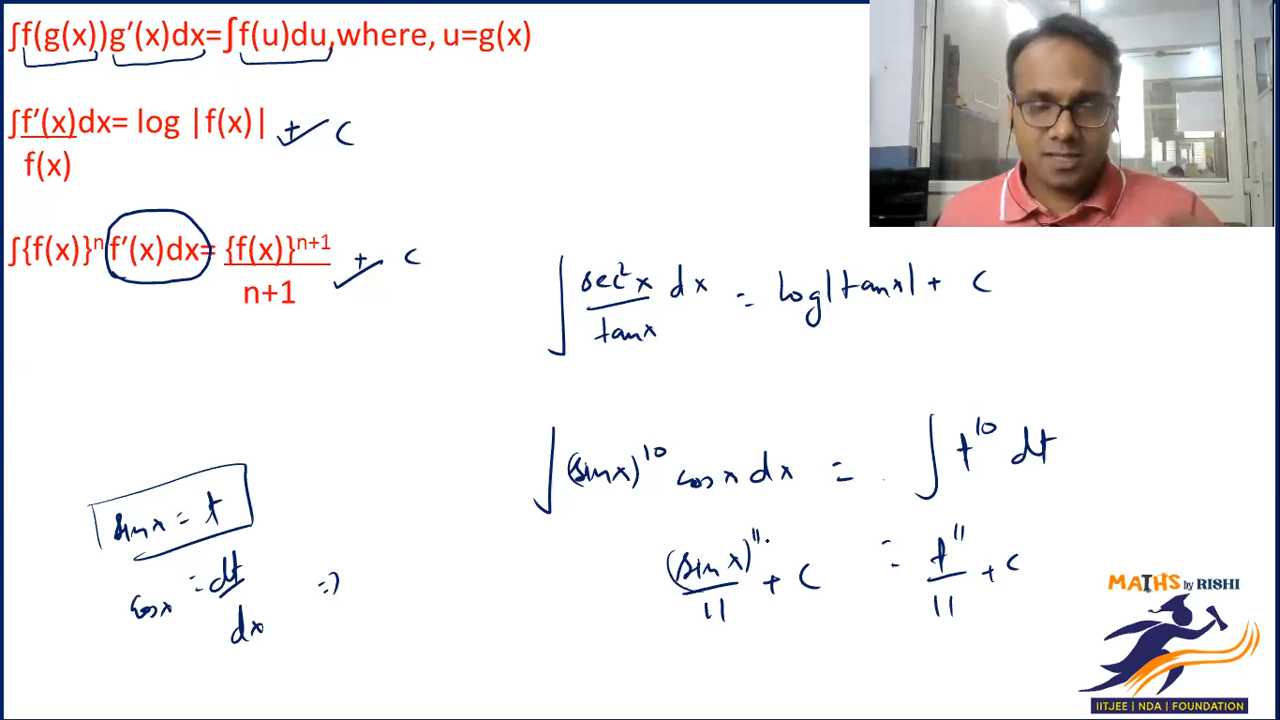 ∫f(g(x))g′(x)dx=∫f(u)du,where, u=g(x)
∫f′(x)dx= log |f(x)| + c
f(x)
∫{f(x)}ⁿ f′(x)dx= {f(x)}ⁿ⁺¹ + c
n+1
∫ sec²x dx = log|tanx| + c
tanx
∫(sinx)¹⁰ cosx dx = ∫ t¹⁰ dt
(sinx)¹¹ + c = t¹¹ + c
11 11
sinx = t
cosx = dt =>
dx
MATHS by RISHI
IITJEE | NDA | FOUNDATION